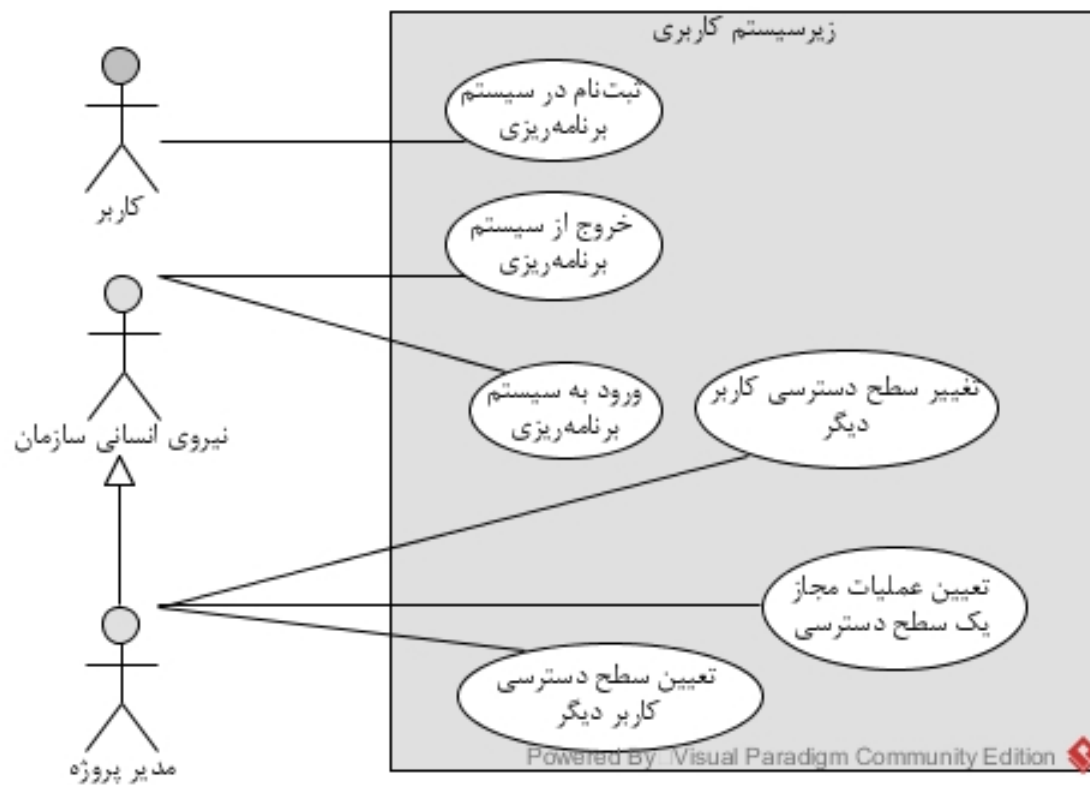 زیرسیستم کاربری
ثبت‌نام در سیستم
برنامه‌ریزی
کاربر
خروج از سیستم
برنامه‌ریزی
تغییر سطح دسترسی کاربر
دیگر
ورود به سیستم
برنامه‌ریزی
نیروی انسانی سازمان
تعیین عملیات مجاز
یک سطح دسترسی
تعیین سطح دسترسی
کاربر دیگر
مدیر پروژه
Powered By Visual Paradigm Community Edition